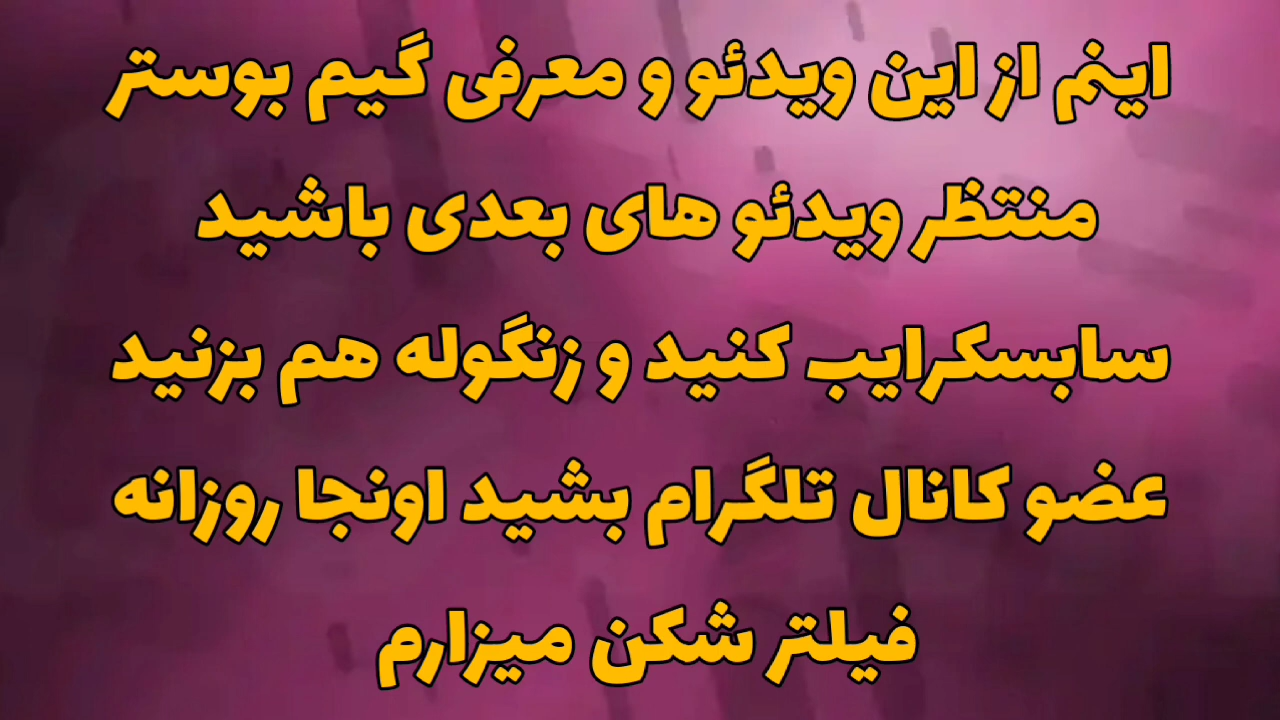 اینم از این ویدئو و معرفی گیم بوستر
منتظر ویدئو های بعدی باشید
سابسکرایب کنید و زنگوله هم بزنید
عضو کانال تلگرام بشید اونجا روزانه
فیلتر شکن میزارم